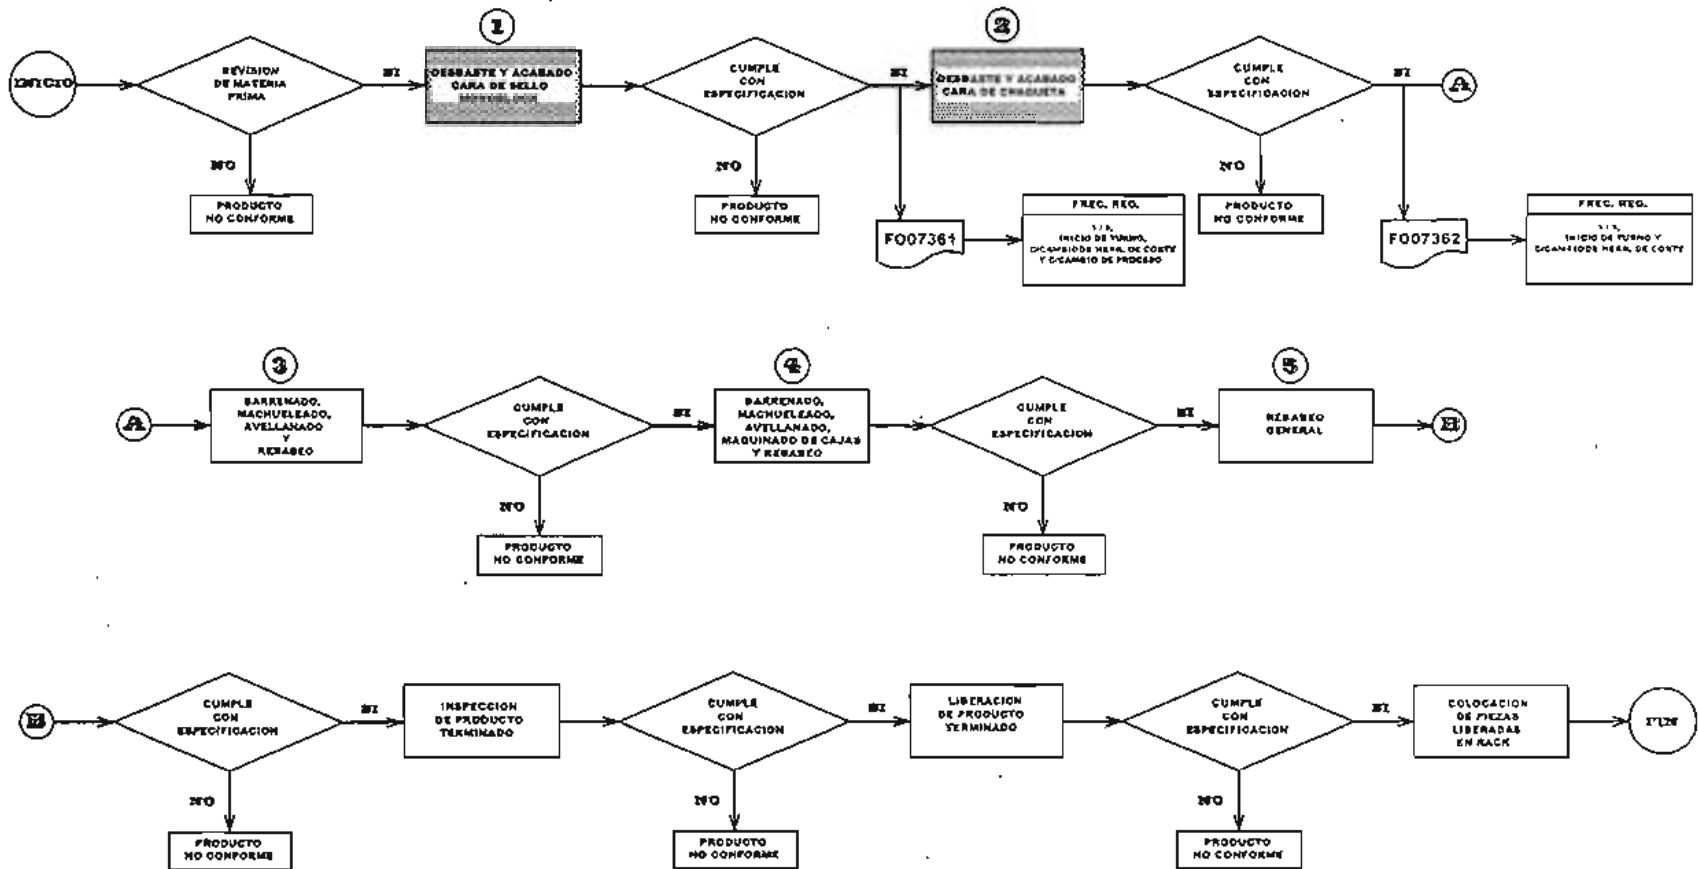 1
2
INICIO
REVISION
DE MATERIA
PRIMA
SI
DESBASTE Y ACABADO
CARA DE SELLO
CUMPLE
CON
ESPECIFICACION
SI
DESBASTE Y ACABADO
CARA DE CHAQUETA
CUMPLE
CON
ESPECIFICACION
SI
A
NO
NO
NO
PRODUCTO
NO CONFORME
PRODUCTO
NO CONFORME
PRODUCTO
NO CONFORME
F007361
FREC. REG.
INICIO DE TURNO,
C/CAMBIO DE HERR. DE CORTE
Y C/CAMBIO DE PROCESO
F007362
FREC. REG.
INICIO DE TURNO Y
C/CAMBIO DE HERR. DE CORTE
3
4
5
A
BARRENADO,
MACHUELEADO,
AVELLANADO
Y
REBABEO
CUMPLE
CON
ESPECIFICACION
SI
BARRENADO,
MACHUELEADO,
AVELLANADO,
MAQUINADO DE CAJAS
Y REBABEO
CUMPLE
CON
ESPECIFICACION
SI
REBABEO
GENERAL
B
NO
NO
PRODUCTO
NO CONFORME
PRODUCTO
NO CONFORME
B
CUMPLE
CON
ESPECIFICACION
SI
INSPECCION
DE PRODUCTO
TERMINADO
CUMPLE
CON
ESPECIFICACION
SI
LIBERACION
DE PRODUCTO
TERMINADO
CUMPLE
CON
ESPECIFICACION
SI
COLOCACION
DE PIEZAS
LIBERADAS
EN RACK
FIN
NO
NO
NO
PRODUCTO
NO CONFORME
PRODUCTO
NO CONFORME
PRODUCTO
NO CONFORME